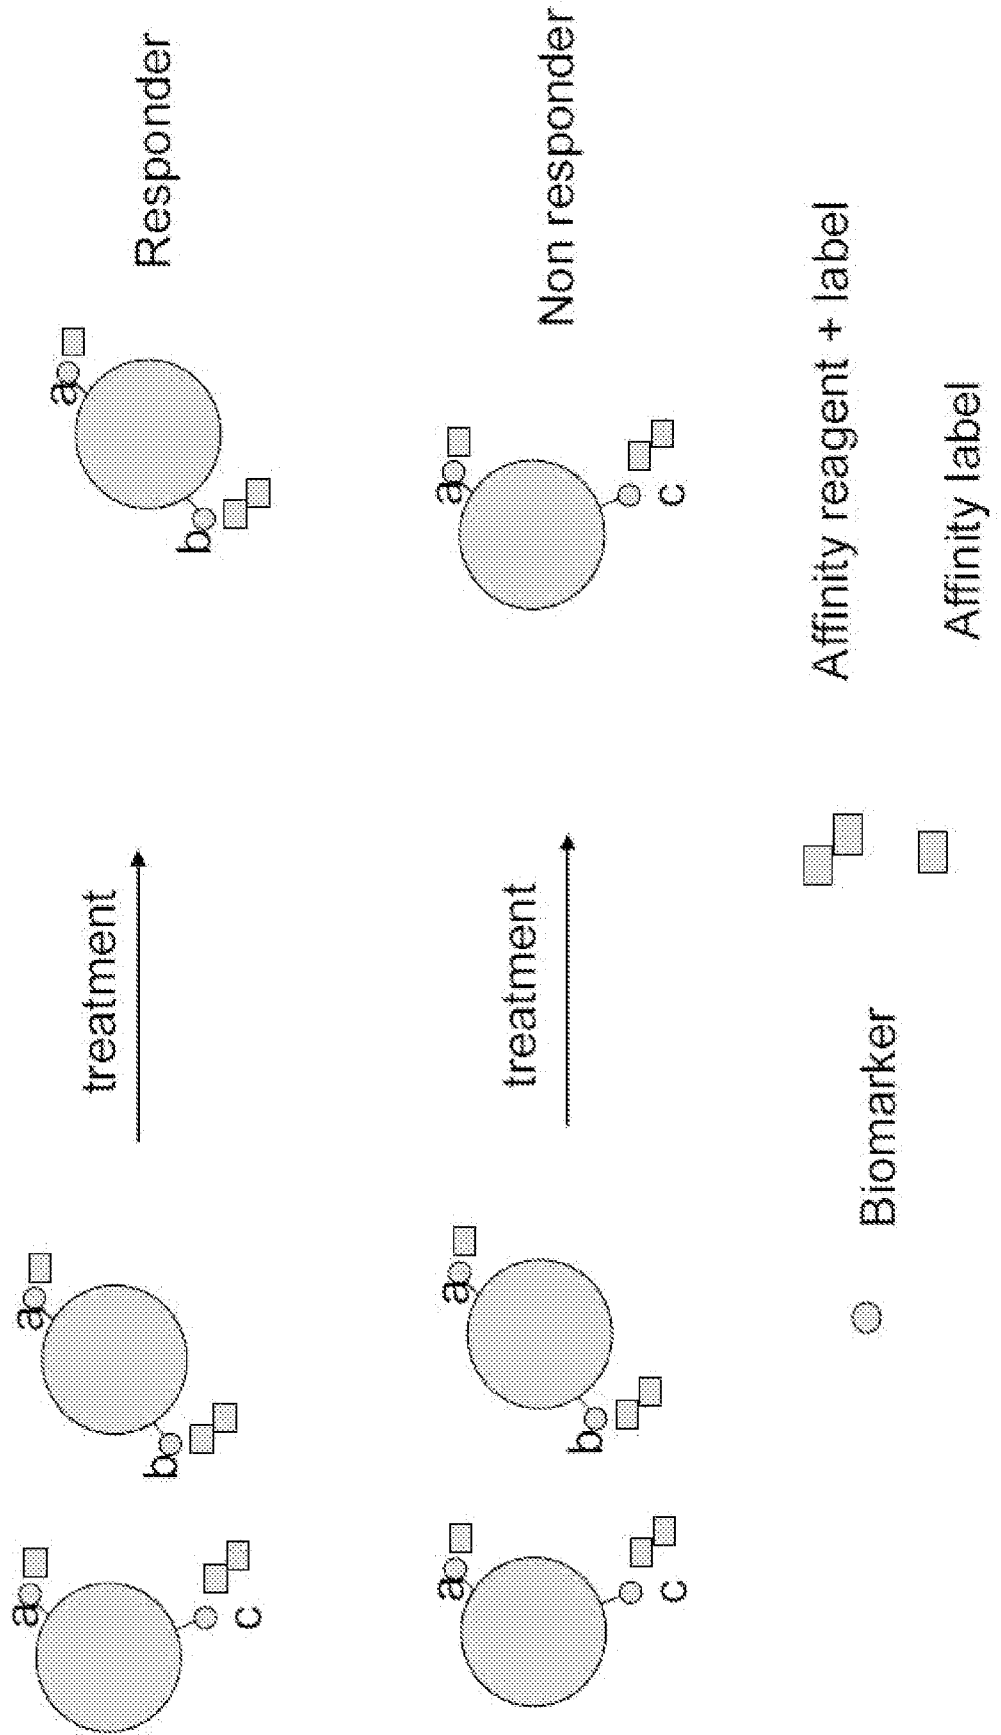 a
a
treatment
a
Responder
b
b
c
a
a
treatment
a
Non responder
b
c
c
Affinity reagent + label
Biomarker
Affinity label